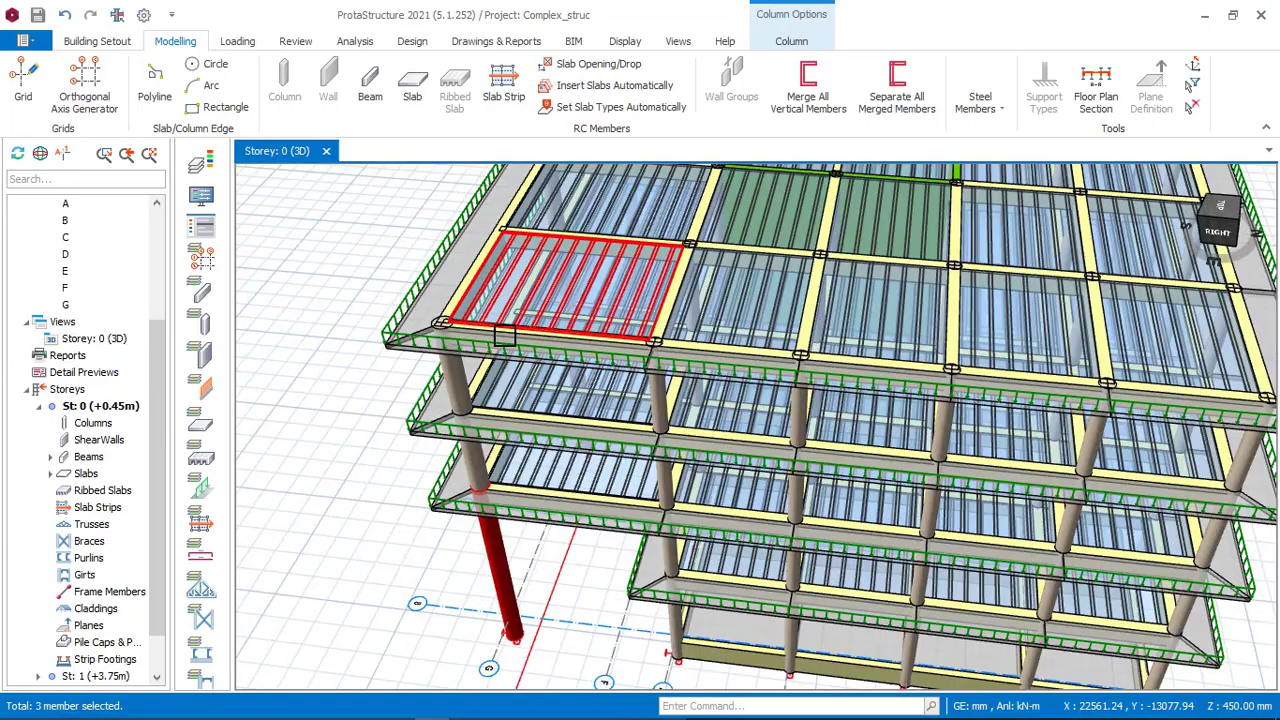 ProtaStructure 2021 (5.1.252) / Project: Complex_struc
Column Options
Building Setout
Modelling
Loading
Review
Analysis
Design
Drawings & Reports
BIM
Display
Views
Help
Column
Grid
Orthogonal Axis Generator
Grids
Polyline
Circle
Arc
Rectangle
Slab/Column Edge
Column
Wall
Beam
Slab
Ribbed Slab
Slab Strip
Slab Opening/Drop
Insert Slabs Automatically
Set Slab Types Automatically
RC Members
Wall Groups
Merge All Vertical Members
Separate All Merged Members
Steel Members
Support Types
Floor Plan Section
Plane Definition
Tools
Search...
Storey: 0 (3D)
A
B
C
D
E
F
G
Views
Storey: 0 (3D)
Reports
Detail Previews
Storeys
St: 0 (+0.45m)
Columns
ShearWalls
Beams
Slabs
Ribbed Slabs
Slab Strips
Trusses
Braces
Purlins
Girts
Frame Members
Claddings
Planes
Pile Caps & P...
Strip Footings
St: 1 (+3.75m)
TOP
RIGHT
G
F
Total: 3 member selected.
Enter Command...
GE: mm, Anl: kN-m
X : 22561.24 , Y : -13077.94
Z : 450.00 mm